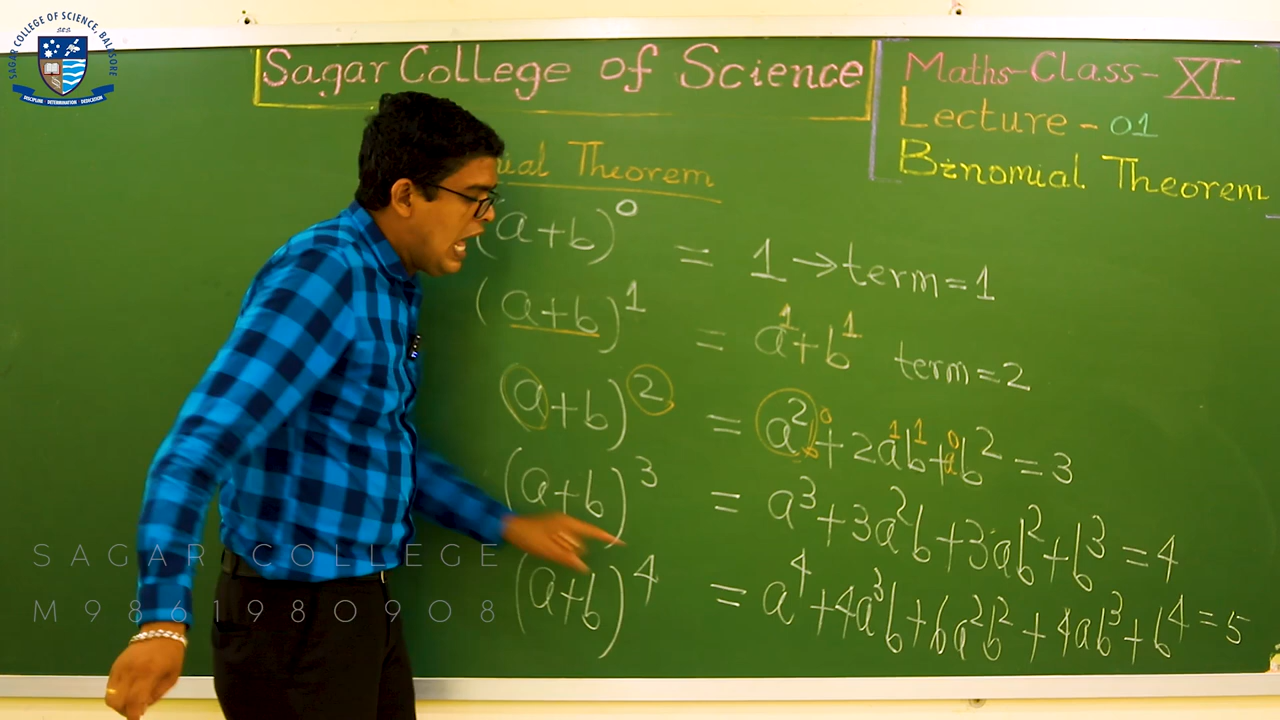 SAGAR COLLEGE OF SCIENCE, BALASORE
SCS
DISCIPLINE · DETERMINATION · DEDICATION
Sagar College of Science
Maths-Class-XI
Lecture - 01
Binomial Theorem
ial Theorem
(a+b)⁰ = 1 → term=1
(a+b)¹ = a¹+b¹ term=2
(a+b)² = a²b⁰+2a¹b¹+a⁰b² =3
(a+b)³ = a³+3a²b+3ab²+b³ =4
(a+b)⁴ = a⁴+4a³b+6a²b²+4ab³+b⁴=5
SAGAR COLLEGE
M9861980908